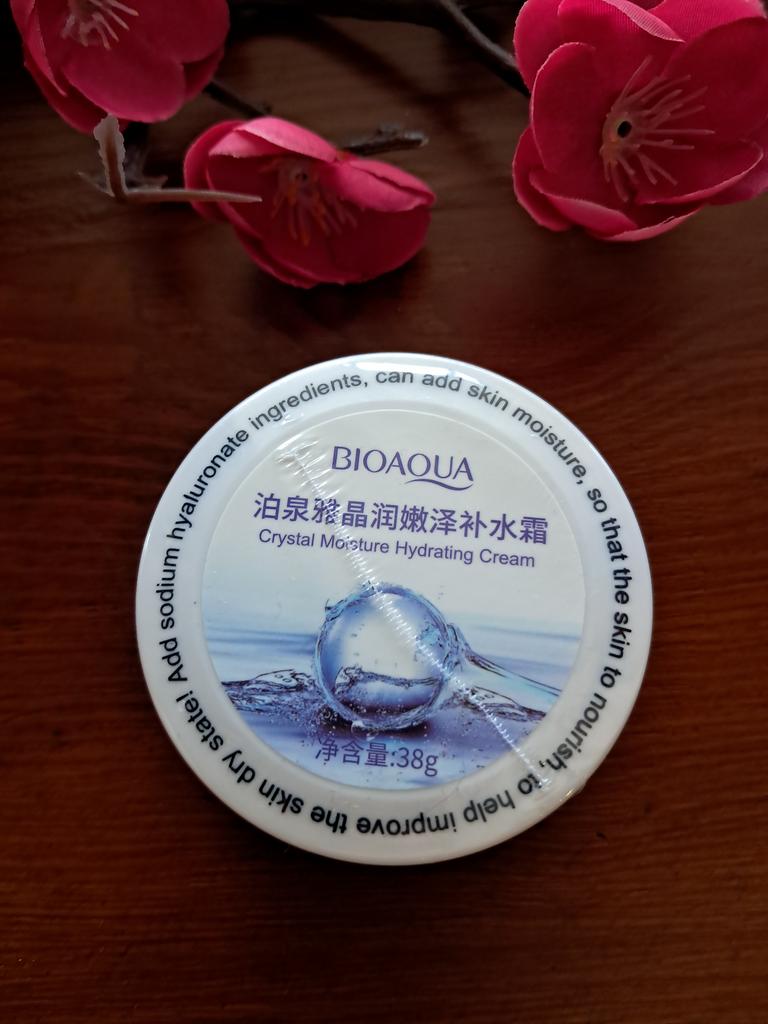 BIOAQUA
泊泉雅晶润嫩泽补水霜
Crystal Moisture Hydrating Cream
净含量:38g
Add sodium hyaluronate ingredients, can add skin moisture, so that the skin to nourish, to help improve the skin dry state!